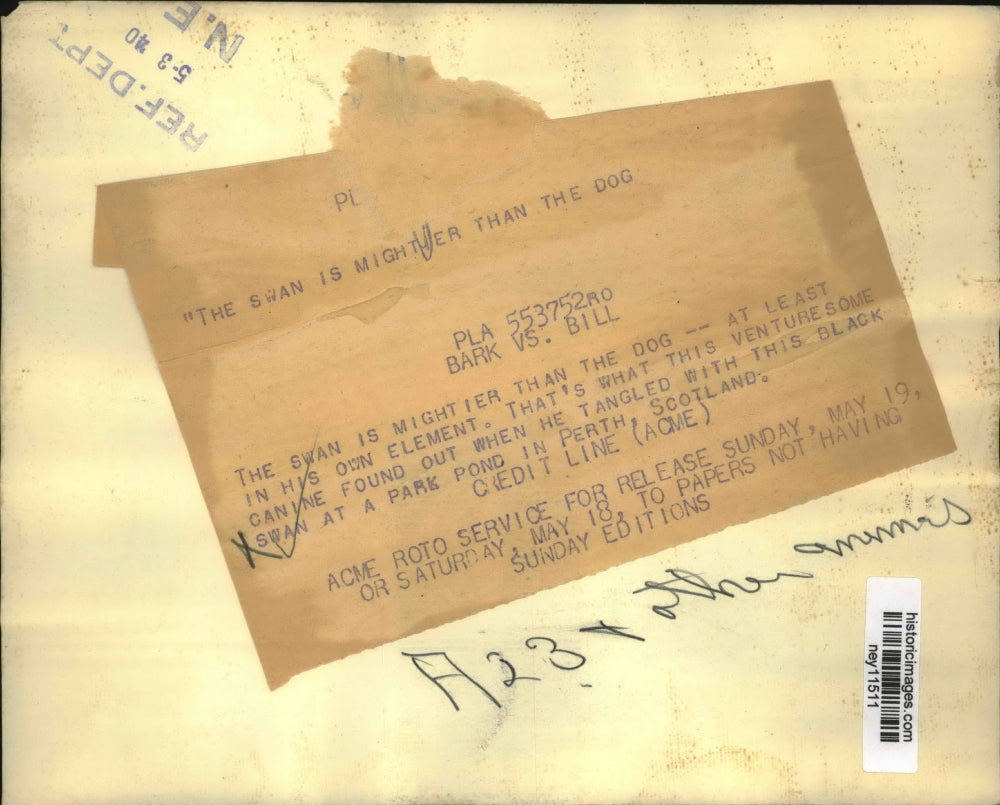 N.E
5-3 40
REF. DEPT.
PL
"THE SWAN IS MIGHTIER THAN THE DOG
PLA 553752RO
BARK VS. BILL
THE SWAN IS MIGHTIER THAN THE DOG -- AT LEAST
IN HIS OWN ELEMENT. THAT'S WHAT THIS VENTURESOME
CANINE FOUND OUT WHEN HE TANGLED WITH THIS BLACK
SWAN AT A PARK POND IN PERTH, SCOTLAND.
CREDIT LINE (ACME)
ACME ROTO SERVICE FOR RELEASE SUNDAY, MAY 19,
OR SATURDAY, MAY 18, TO PAPERS NOT HAVING
SUNDAY EDITIONS
A23 & other animals
historicimages.com
ney11511